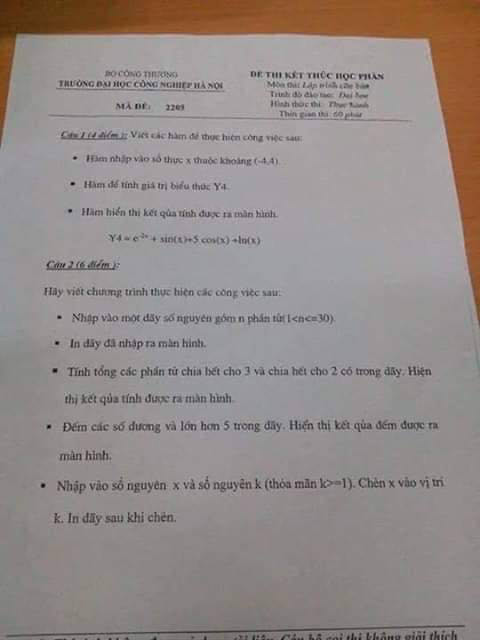 BỘ CÔNG THƯƠNG
TRƯỜNG ĐẠI HỌC CÔNG NGHIỆP HÀ NỘI
MÃ ĐỀ: 2205
ĐỀ THI KẾT THÚC HỌC PHẦN
Môn thi: Lập trình căn bản
Trình độ đào tạo: Đại học
Hình thức thi: Thực hành
Thời gian thi: 60 phút
Câu 1 (4 điểm ): Viết các hàm để thực hiện công việc sau:
• Hàm nhập vào số thực x thuộc khoảng (-4,4).
• Hàm để tính giá trị biểu thức Y4.
• Hàm hiển thị kết qủa tính được ra màn hình.
Y4 = e⁻²ˣ + sin(x)+5 cos(x) +ln(x)
Câu 2 (6 điểm ):
Hãy viết chương trình thực hiện các công việc sau:
• Nhập vào một dãy số nguyên gồm n phần tử(1<n<=30).
• In dãy đã nhập ra màn hình.
• Tính tổng các phần tử chia hết cho 3 và chia hết cho 2 có trong dãy. Hiện
thị kết qủa tính được ra màn hình.
• Đếm các số dương và lớn hơn 5 trong dãy. Hiển thị kết qủa đếm được ra
màn hình.
• Nhập vào số nguyên x và số nguyên k (thỏa mãn k>=1). Chèn x vào vị trí
k. In dãy sau khi chèn.
tài liệu. Cán bộ coi thi không giải thích